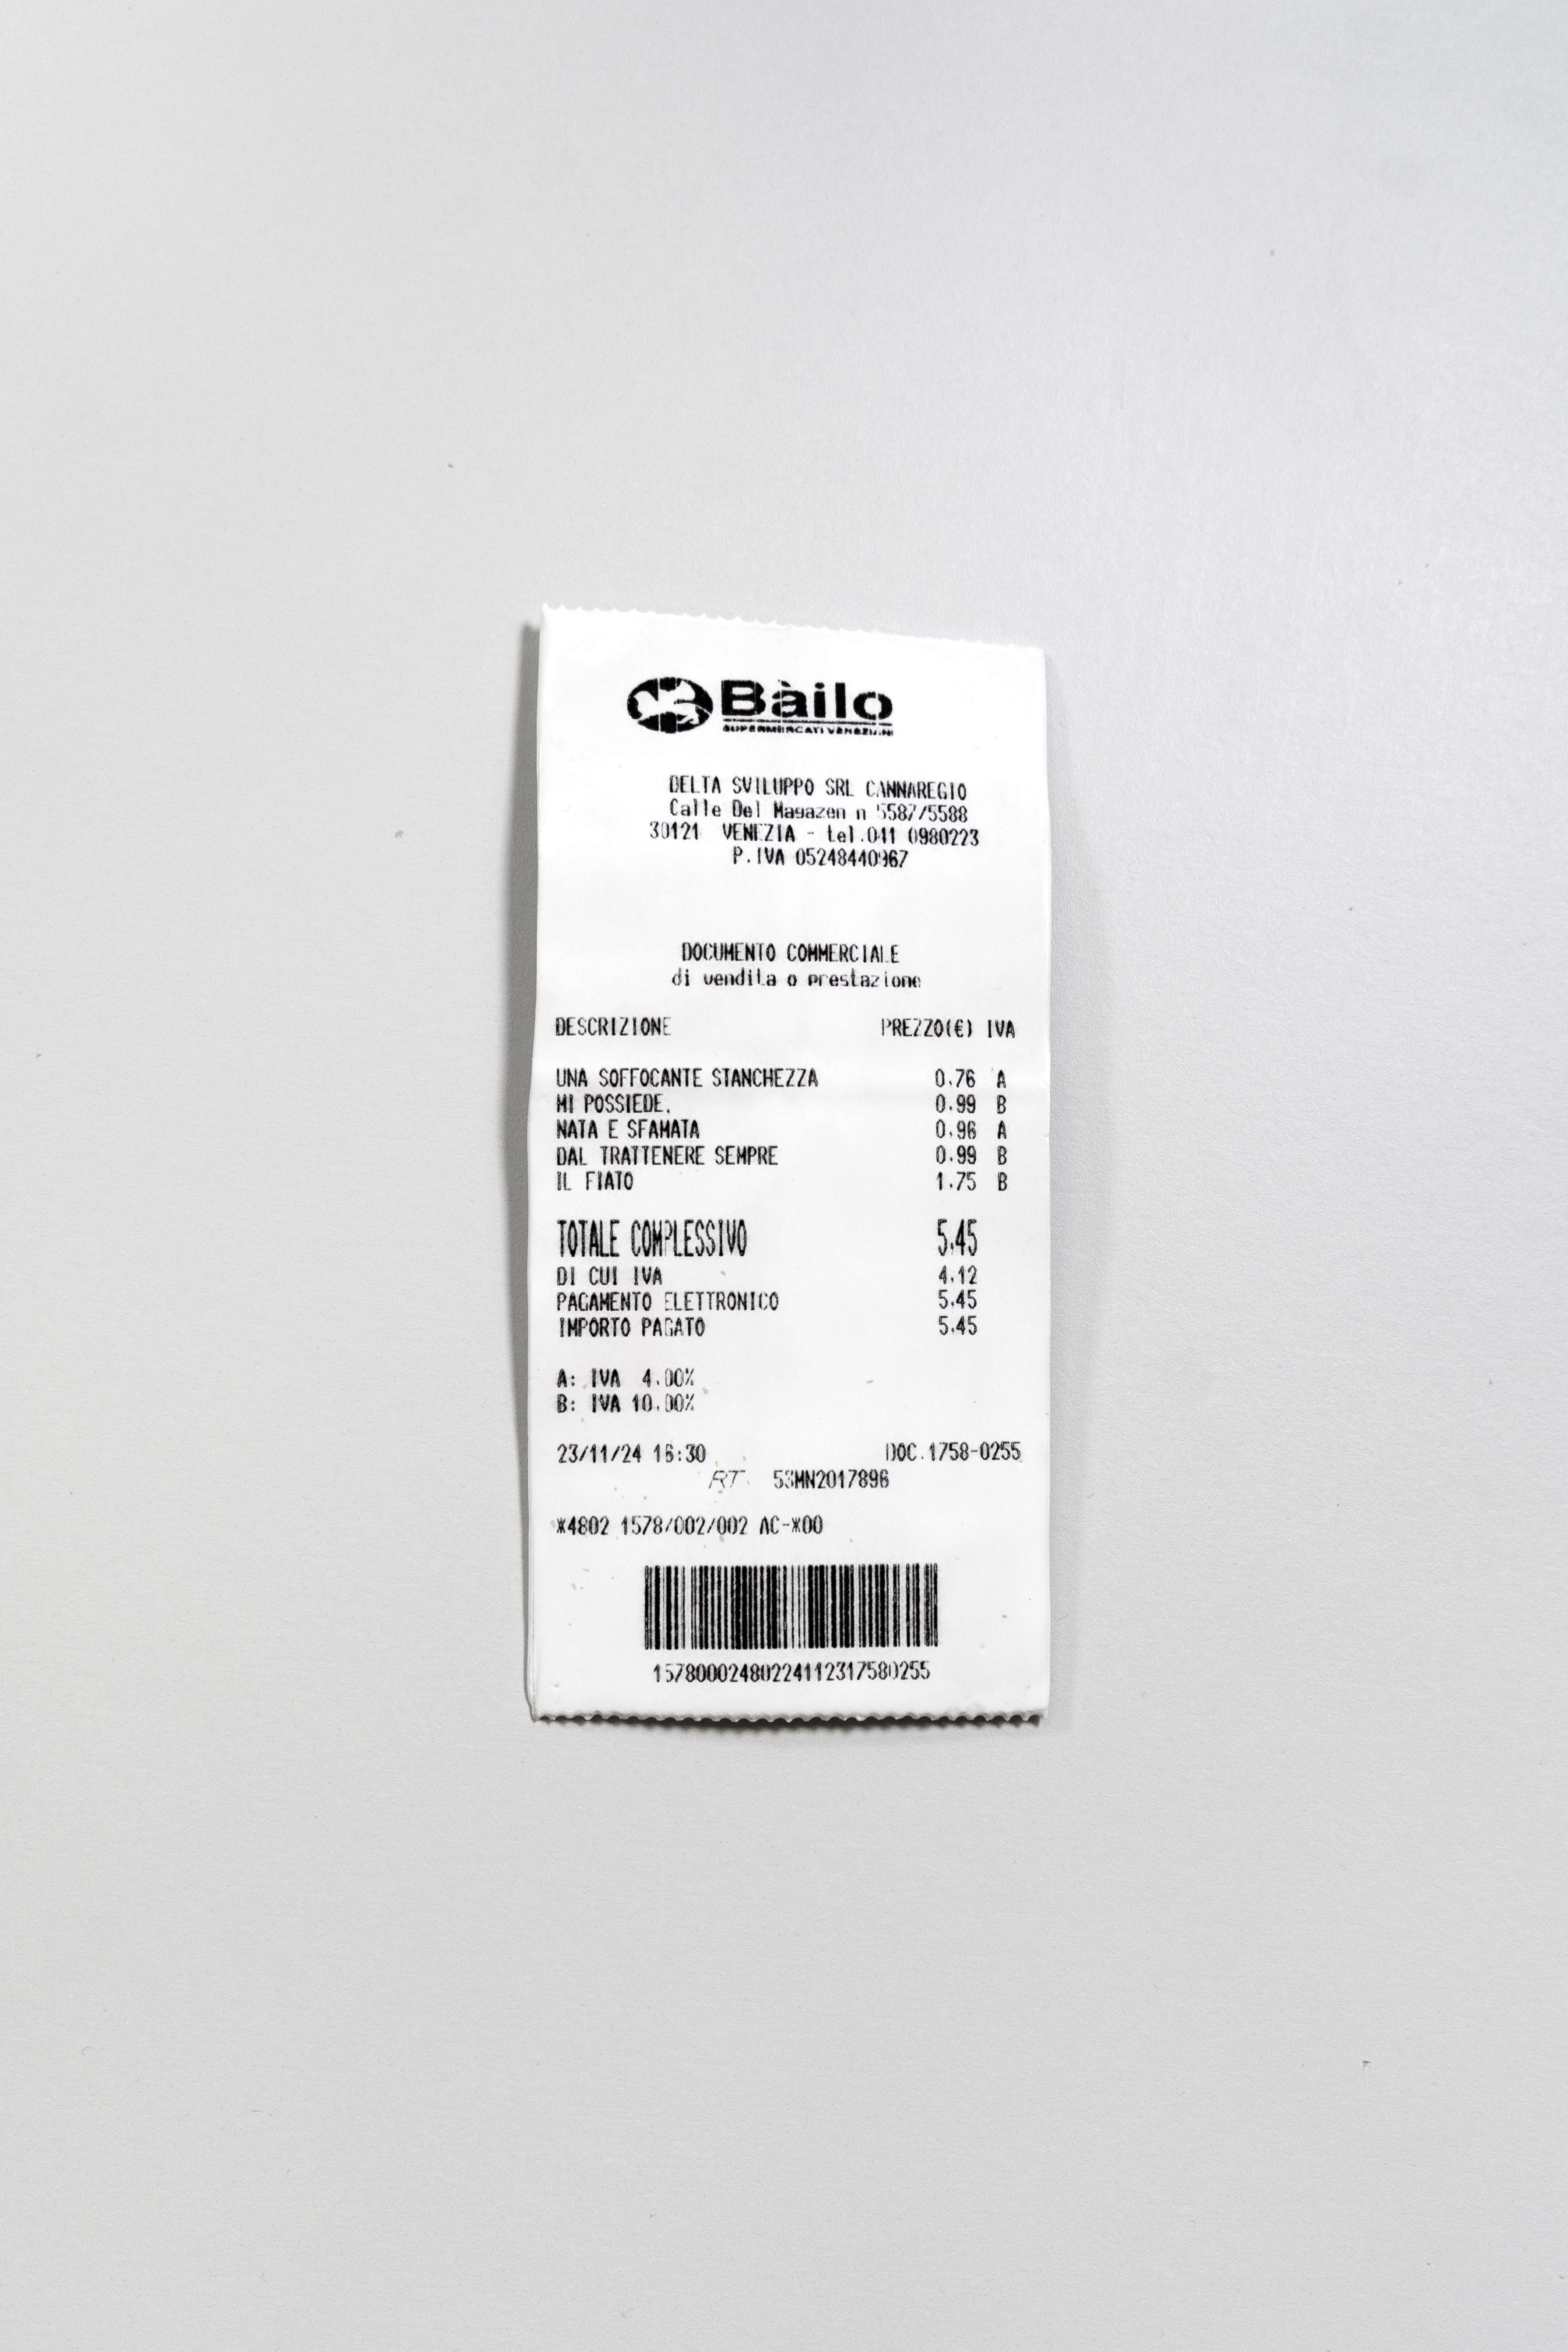 Bàilo
SUPERMERCATI VENEZIANI
DELTA SVILUPPO SRL CANNAREGIO
Calle Del Magazen n 5587/5588
30121 VENEZIA - tel.041 0980223
P.IVA 05248440967
DOCUMENTO COMMERCIALE
di vendita o prestazione
DESCRIZIONE PREZZO(€) IVA
UNA SOFFOCANTE STANCHEZZA 0.76 A
MI POSSIEDE. 0.99 B
NATA E SFAMATA 0.96 A
DAL TRATTENERE SEMPRE 0.99 B
IL FIATO 1.75 B
TOTALE COMPLESSIVO 5.45
DI CUI IVA 4.12
PAGAMENTO ELETTRONICO 5.45
IMPORTO PAGATO 5.45
A: IVA 4.00%
B: IVA 10.00%
23/11/24 16:30 DOC.1758-0255
RT 53MN2017896
*4802 1578/002/002 AC-*00
15780002480224112317580255